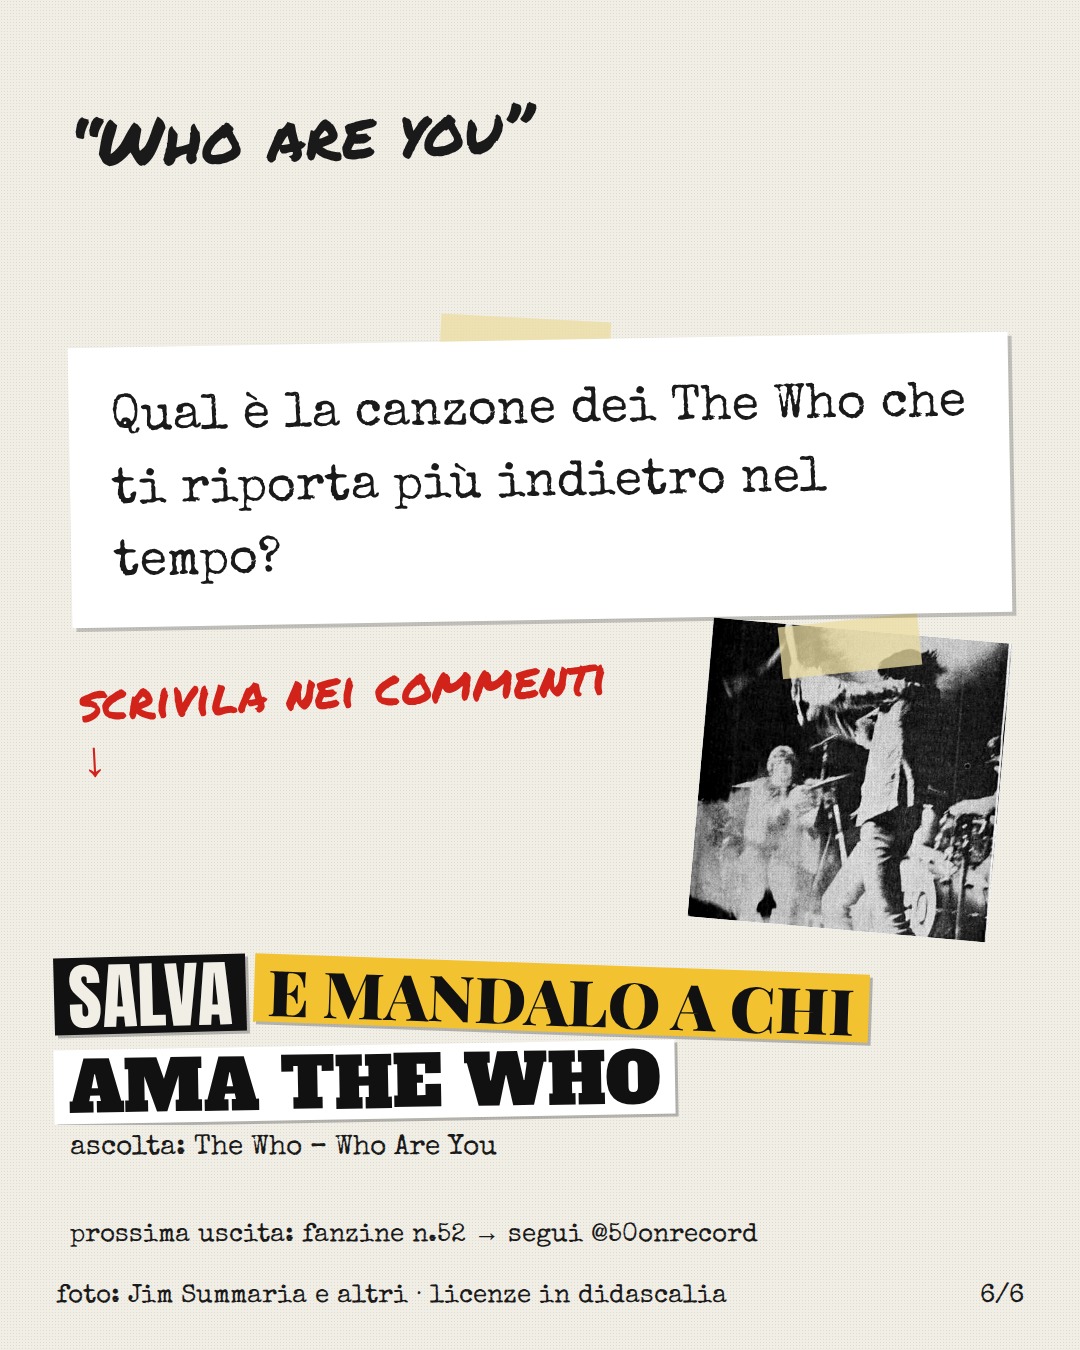 “Who are you”
Qual è la canzone dei The Who che
ti riporta più indietro nel
tempo?
scrivila nei commenti
↓
SALVA E MANDALO A CHI
AMA THE WHO
ascolta: The Who – Who Are You
prossima uscita: fanzine n.52 → segui @50onrecord
foto: Jim Summaria e altri · licenze in didascalia 6/6